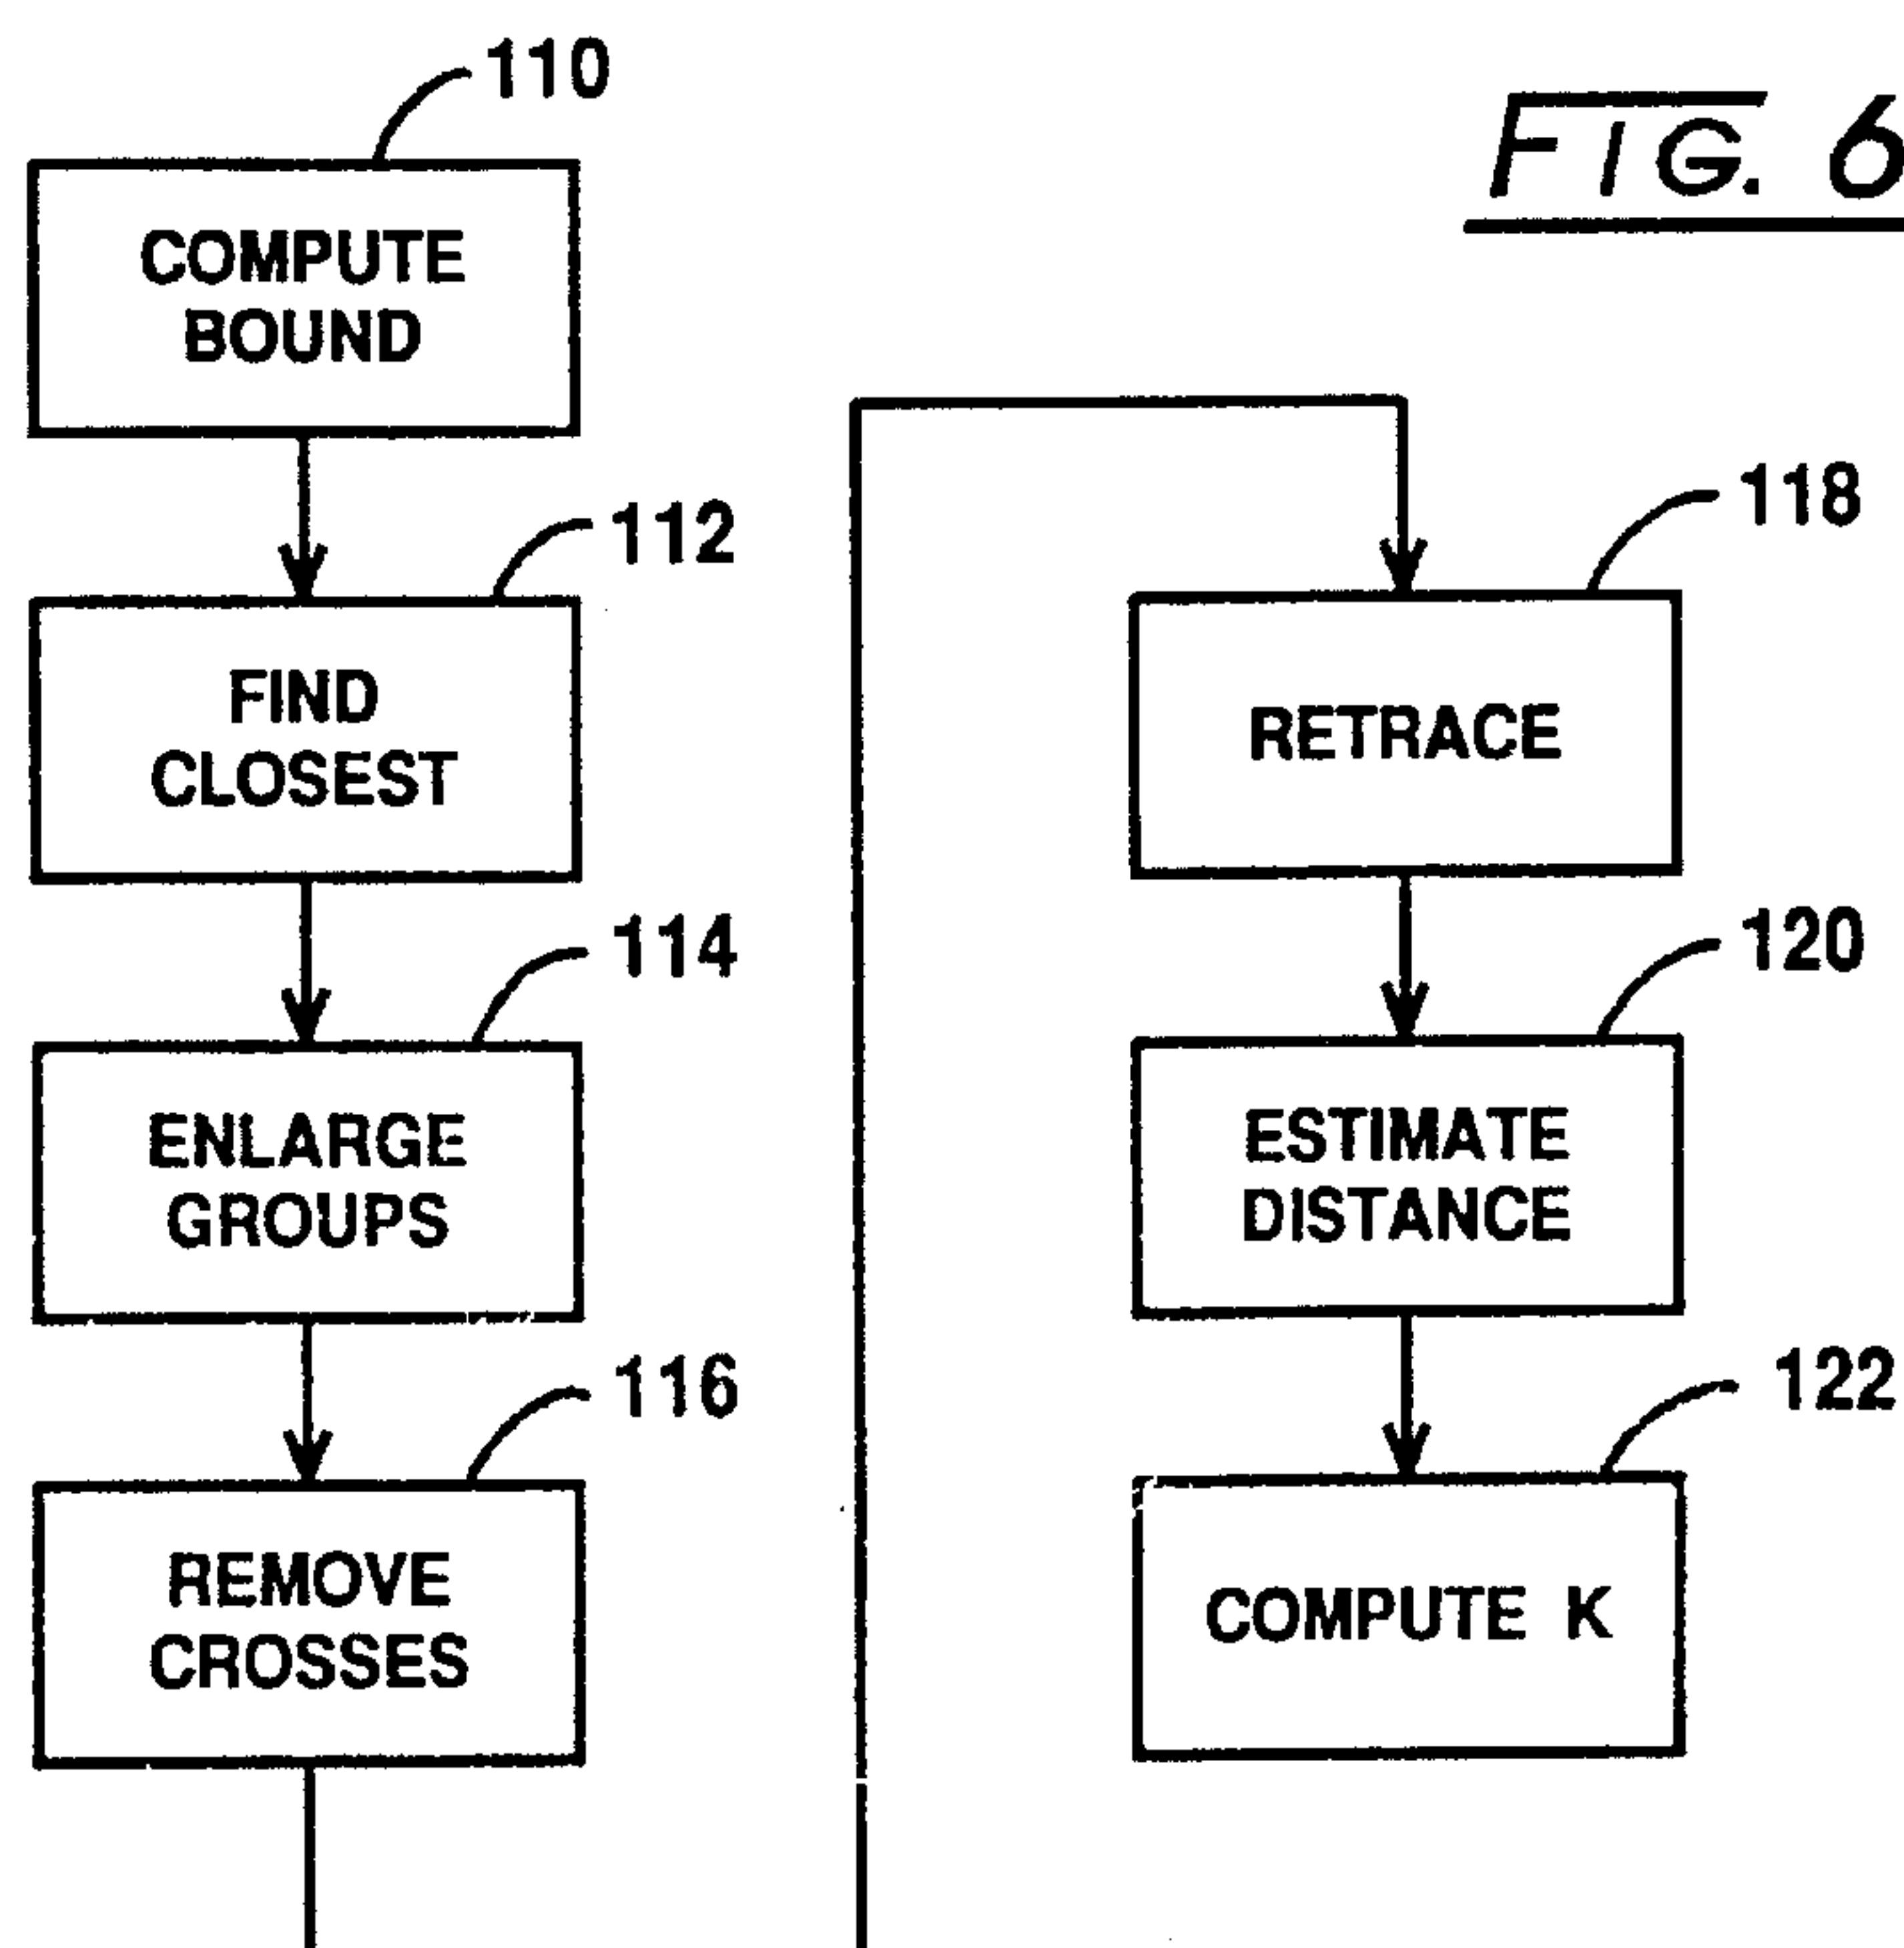 FIG. 6
110
COMPUTE
BOUND
112
FIND
CLOSEST
114
ENLARGE
GROUPS
116
REMOVE
CROSSES
118
RETRACE
120
ESTIMATE
DISTANCE
122
COMPUTE K